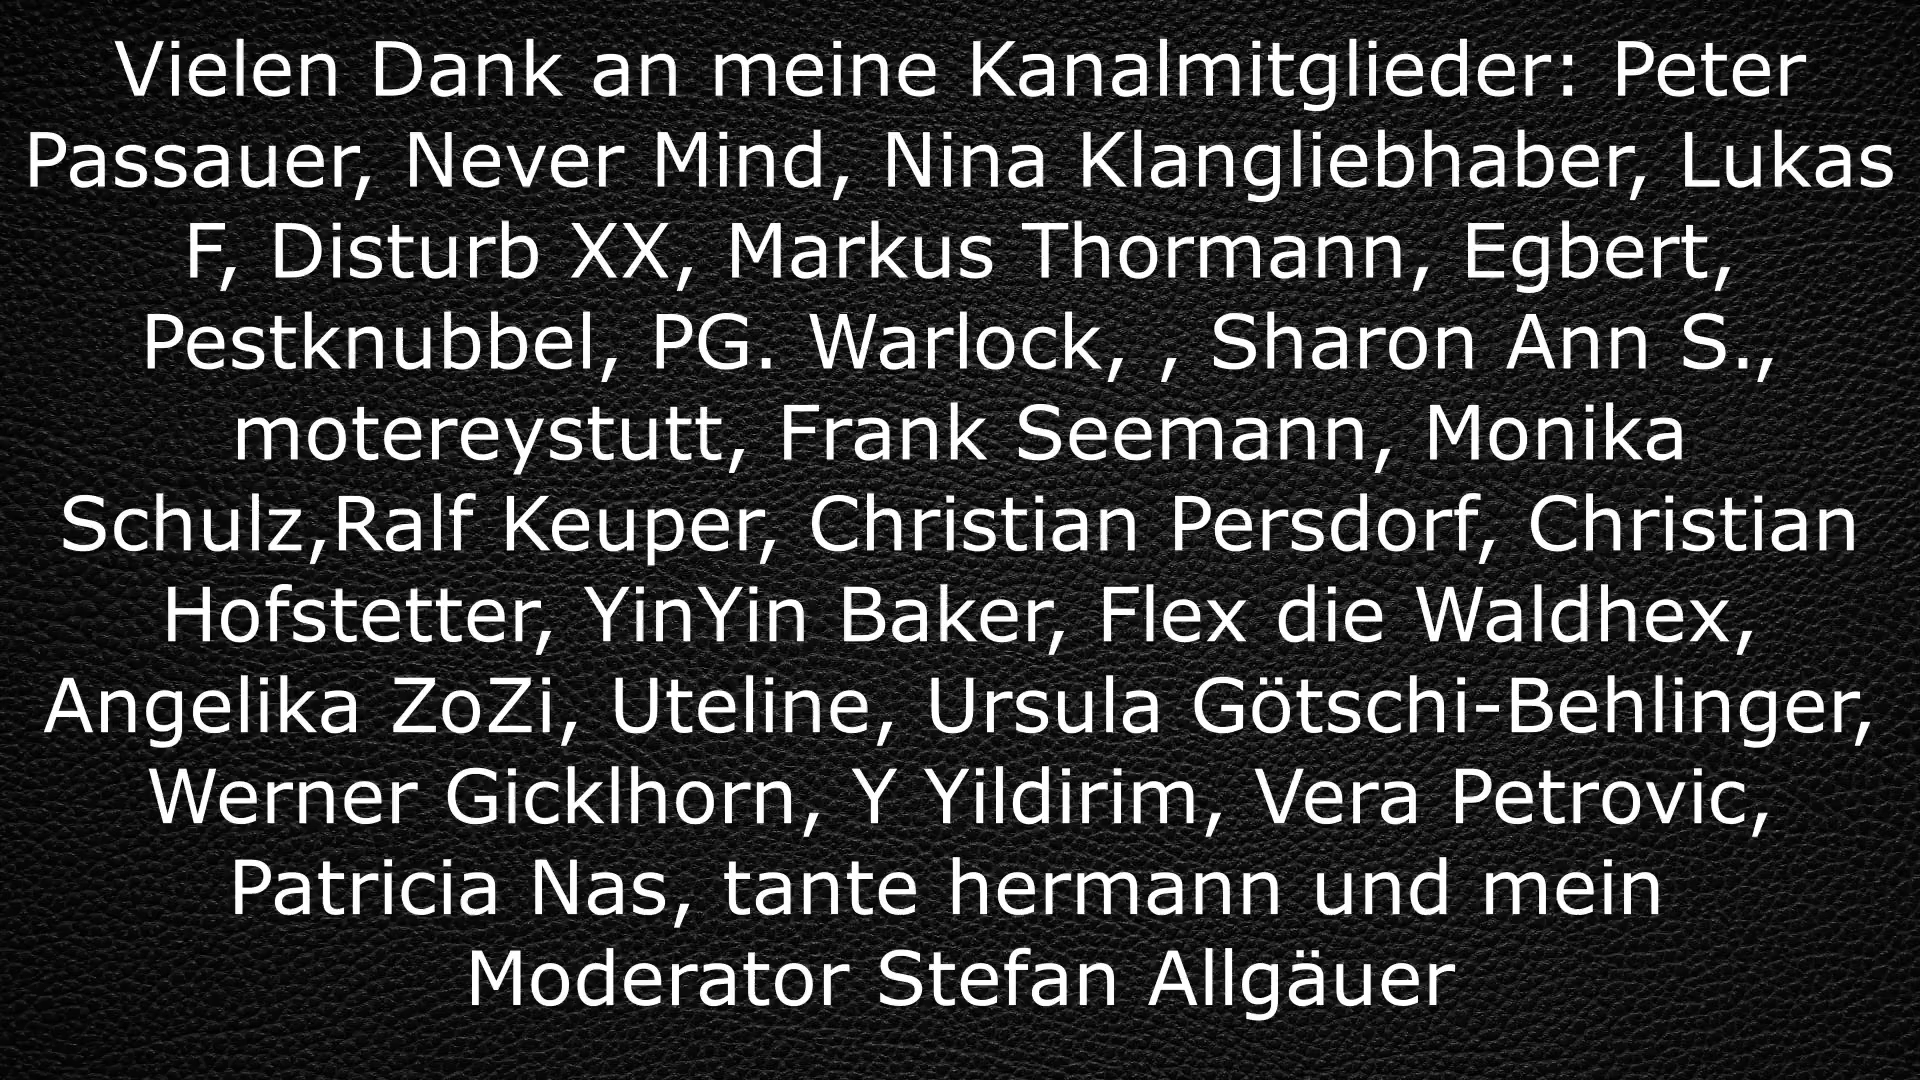 Vielen Dank an meine Kanalmitglieder: Peter
Passauer, Never Mind, Nina Klangliebhaber, Lukas
F, Disturb XX, Markus Thormann, Egbert,
Pestknubbel, PG. Warlock, , Sharon Ann S.,
motereystutt, Frank Seemann, Monika
Schulz,Ralf Keuper, Christian Persdorf, Christian
Hofstetter, YinYin Baker, Flex die Waldhex,
Angelika ZoZi, Uteline, Ursula Götschi-Behlinger,
Werner Gicklhorn, Y Yildirim, Vera Petrovic,
Patricia Nas, tante hermann und mein
Moderator Stefan Allgäuer